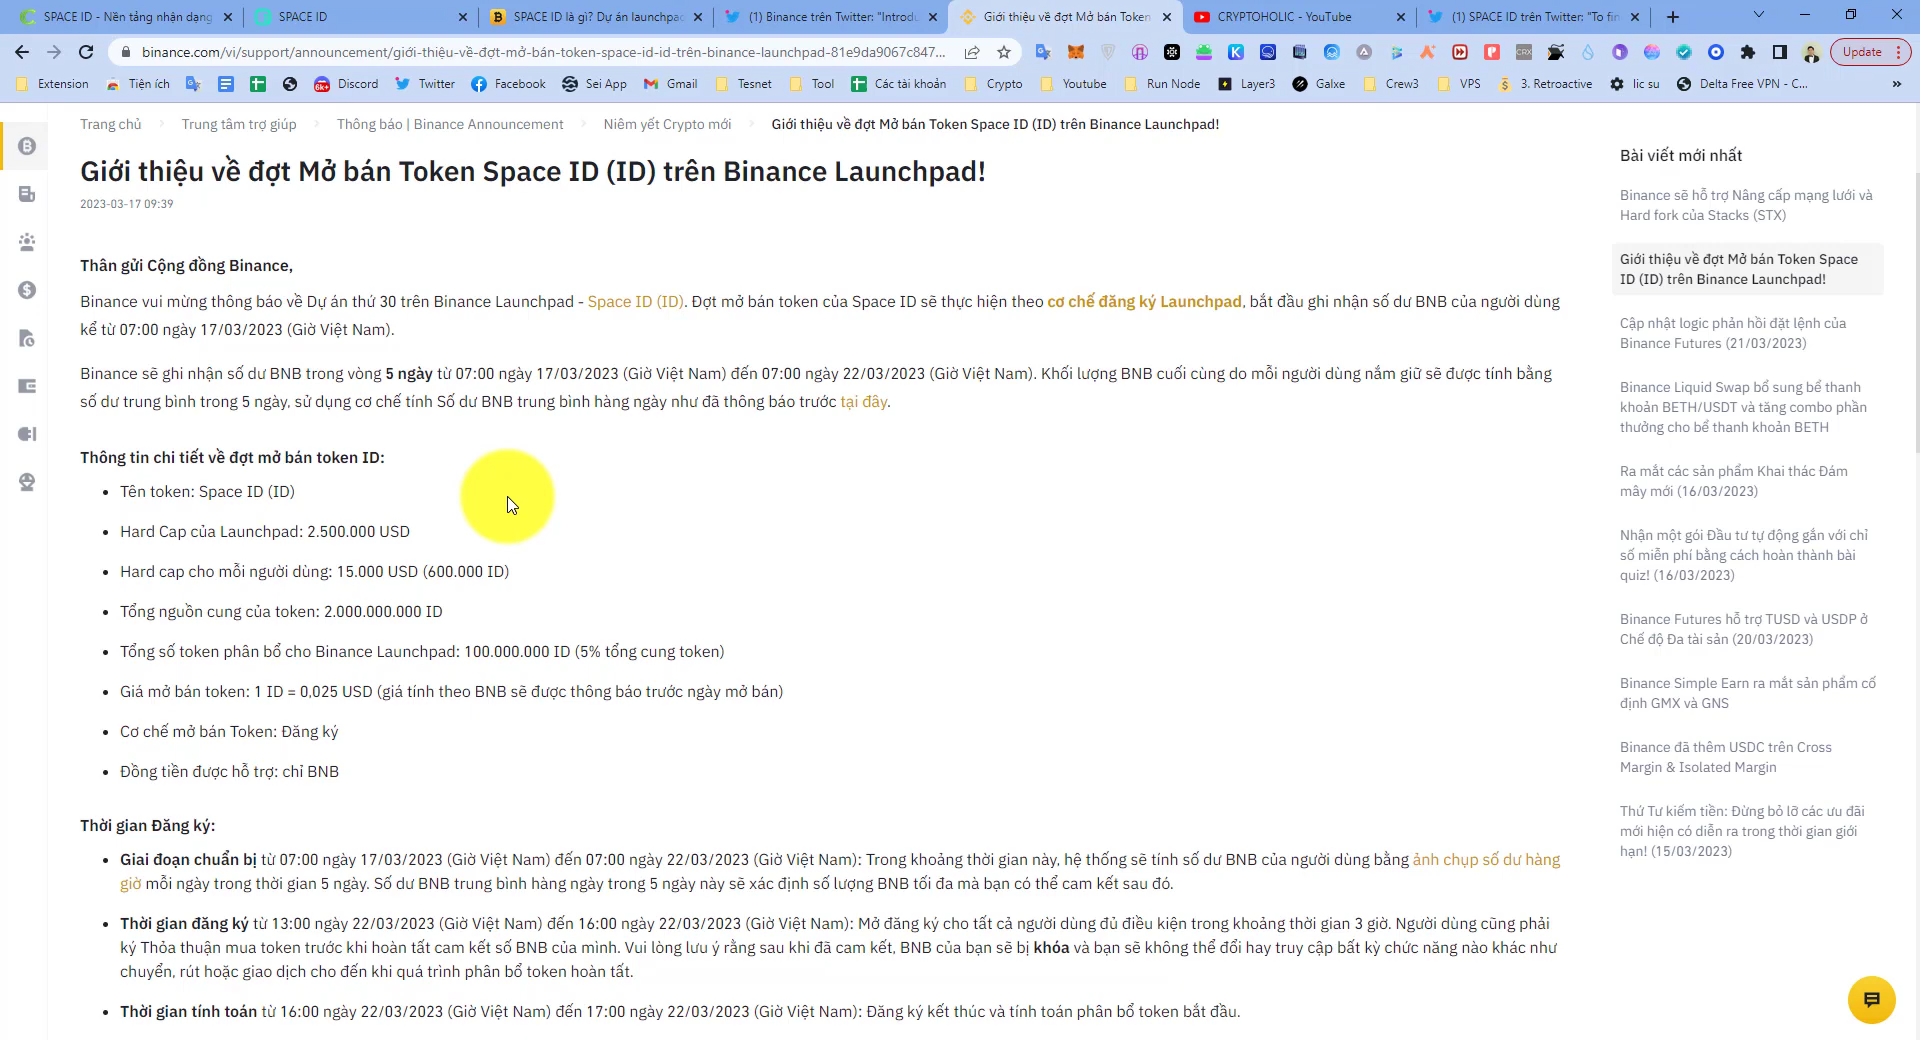 SPACE ID - Nền tảng nhận dạng
SPACE ID
SPACE ID là gì? Dự án launchpad
(1) Binance trên Twitter: "Introdu
Giới thiệu về đợt Mở bán Token
CRYPTOHOLIC - YouTube
(1) SPACE ID trên Twitter: "To fin
binance.com/vi/support/announcement/giới-thiệu-về-đợt-mở-bán-token-space-id-id-trên-binance-launchpad-81e9da9067c847...
Update
Extension
Tiện ích
Discord
Twitter
Facebook
Sei App
Gmail
Tesnet
Tool
Các tài khoản
Crypto
Youtube
Run Node
Layer3
Galxe
Crew3
VPS
3. Retroactive
lic su
Delta Free VPN - C...
»
Trang chủ
Trung tâm trợ giúp
Thông báo | Binance Announcement
Niêm yết Crypto mới
Giới thiệu về đợt Mở bán Token Space ID (ID) trên Binance Launchpad!
Giới thiệu về đợt Mở bán Token Space ID (ID) trên Binance Launchpad!
2023-03-17 09:39
Thân gửi Cộng đồng Binance,
Binance vui mừng thông báo về Dự án thứ 30 trên Binance Launchpad - Space ID (ID). Đợt mở bán token của Space ID sẽ thực hiện theo cơ chế đăng ký Launchpad, bắt đầu ghi nhận số dư BNB của người dùng
kể từ 07:00 ngày 17/03/2023 (Giờ Việt Nam).
Binance sẽ ghi nhận số dư BNB trong vòng 5 ngày từ 07:00 ngày 17/03/2023 (Giờ Việt Nam) đến 07:00 ngày 22/03/2023 (Giờ Việt Nam). Khối lượng BNB cuối cùng do mỗi người dùng nắm giữ sẽ được tính bằng
số dư trung bình trong 5 ngày, sử dụng cơ chế tính Số dư BNB trung bình hàng ngày như đã thông báo trước tại đây.
Thông tin chi tiết về đợt mở bán token ID:
• Tên token: Space ID (ID)
• Hard Cap của Launchpad: 2.500.000 USD
• Hard cap cho mỗi người dùng: 15.000 USD (600.000 ID)
• Tổng nguồn cung của token: 2.000.000.000 ID
• Tổng số token phân bổ cho Binance Launchpad: 100.000.000 ID (5% tổng cung token)
• Giá mở bán token: 1 ID = 0,025 USD (giá tính theo BNB sẽ được thông báo trước ngày mở bán)
• Cơ chế mở bán Token: Đăng ký
• Đồng tiền được hỗ trợ: chỉ BNB
Thời gian Đăng ký:
• Giai đoạn chuẩn bị từ 07:00 ngày 17/03/2023 (Giờ Việt Nam) đến 07:00 ngày 22/03/2023 (Giờ Việt Nam): Trong khoảng thời gian này, hệ thống sẽ tính số dư BNB của người dùng bằng ảnh chụp số dư hàng
giờ mỗi ngày trong thời gian 5 ngày. Số dư BNB trung bình hàng ngày trong 5 ngày này sẽ xác định số lượng BNB tối đa mà bạn có thể cam kết sau đó.
• Thời gian đăng ký từ 13:00 ngày 22/03/2023 (Giờ Việt Nam) đến 16:00 ngày 22/03/2023 (Giờ Việt Nam): Mở đăng ký cho tất cả người dùng đủ điều kiện trong khoảng thời gian 3 giờ. Người dùng cũng phải
ký Thỏa thuận mua token trước khi hoàn tất cam kết số BNB của mình. Vui lòng lưu ý rằng sau khi đã cam kết, BNB của bạn sẽ bị khóa và bạn sẽ không thể đổi hay truy cập bất kỳ chức năng nào khác như
chuyển, rút hoặc giao dịch cho đến khi quá trình phân bổ token hoàn tất.
• Thời gian tính toán từ 16:00 ngày 22/03/2023 (Giờ Việt Nam) đến 17:00 ngày 22/03/2023 (Giờ Việt Nam): Đăng ký kết thúc và tính toán phân bổ token bắt đầu.
Bài viết mới nhất
Binance sẽ hỗ trợ Nâng cấp mạng lưới và
Hard fork của Stacks (STX)
Giới thiệu về đợt Mở bán Token Space
ID (ID) trên Binance Launchpad!
Cập nhật logic phản hồi đặt lệnh của
Binance Futures (21/03/2023)
Binance Liquid Swap bổ sung bể thanh
khoản BETH/USDT và tăng combo phần
thưởng cho bể thanh khoản BETH
Ra mắt các sản phẩm Khai thác Đám
mây mới (16/03/2023)
Nhận một gói Đầu tư tự động gắn với chỉ
số miễn phí bằng cách hoàn thành bài
quiz! (16/03/2023)
Binance Futures hỗ trợ TUSD và USDP ở
Chế độ Đa tài sản (20/03/2023)
Binance Simple Earn ra mắt sản phẩm cố
định GMX và GNS
Binance đã thêm USDC trên Cross
Margin & Isolated Margin
Thứ Tư kiếm tiền: Đừng bỏ lỡ các ưu đãi
mới hiện có diễn ra trong thời gian giới
hạn! (15/03/2023)